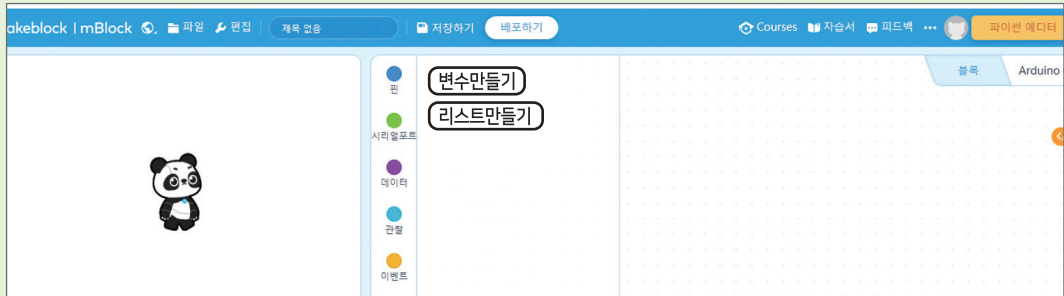 akeblock | mBlock 파일 편집 제목 없음 저장하기 배포하기 Courses 자습서 피드백 ... 파이썬 에디터
블록 Arduino
변수만들기
리스트만들기
핀
시리얼포트
데이터
관찰
이벤트